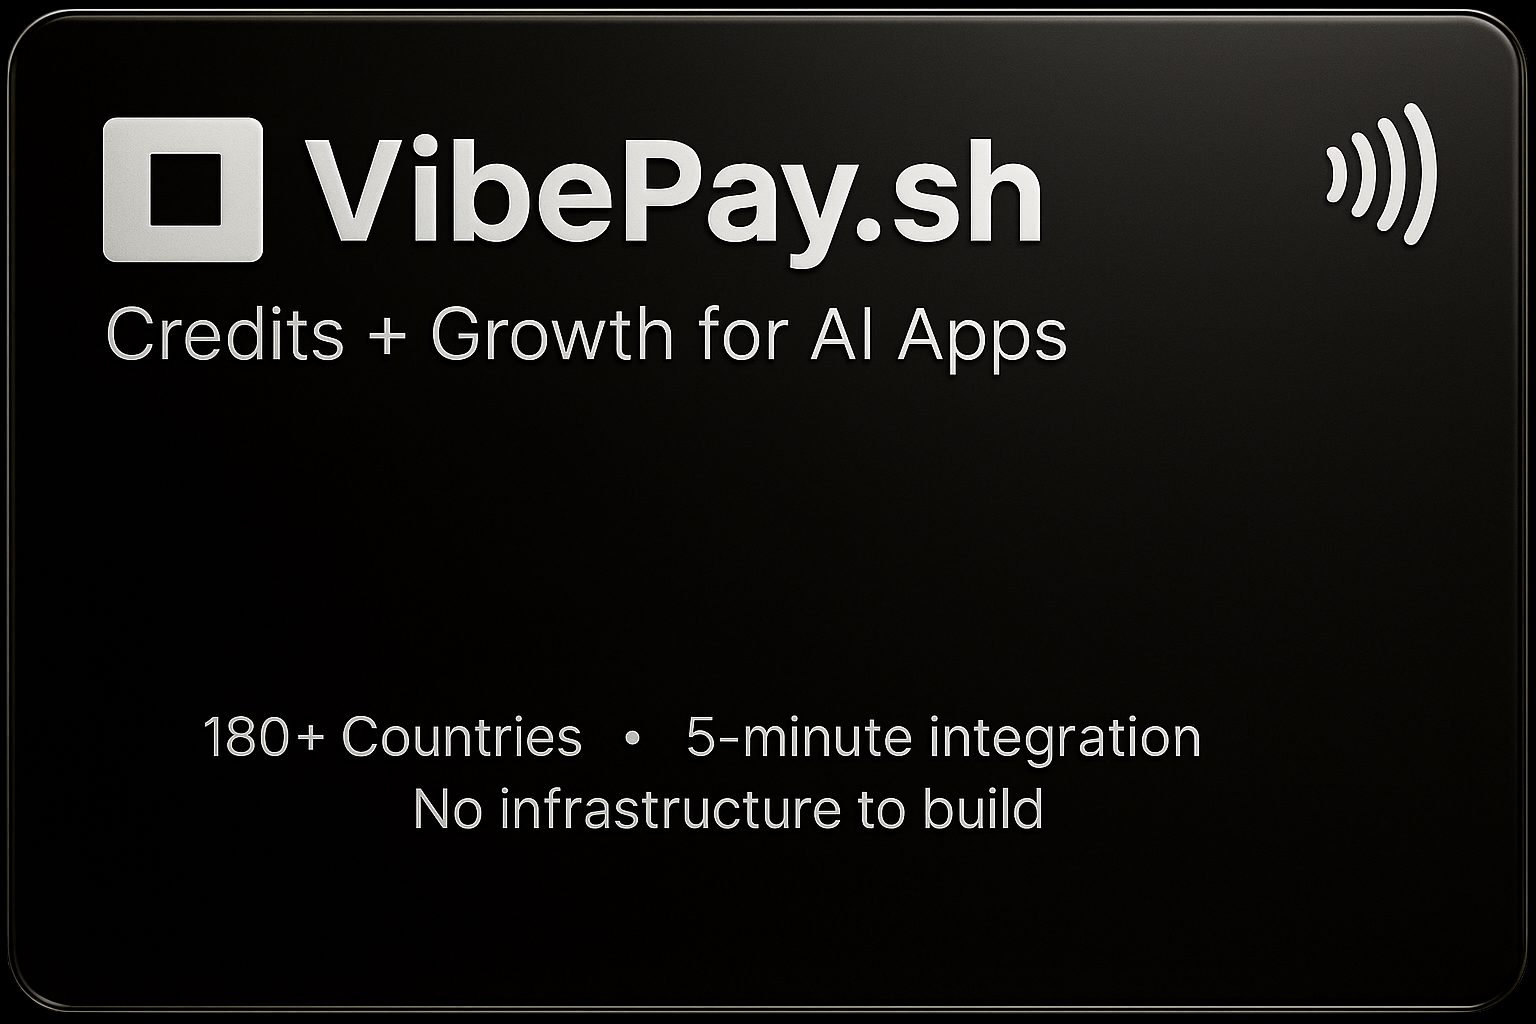 VibePay.sh
Credits + Growth for AI Apps
180+ Countries • 5-minute integration
No infrastructure to build